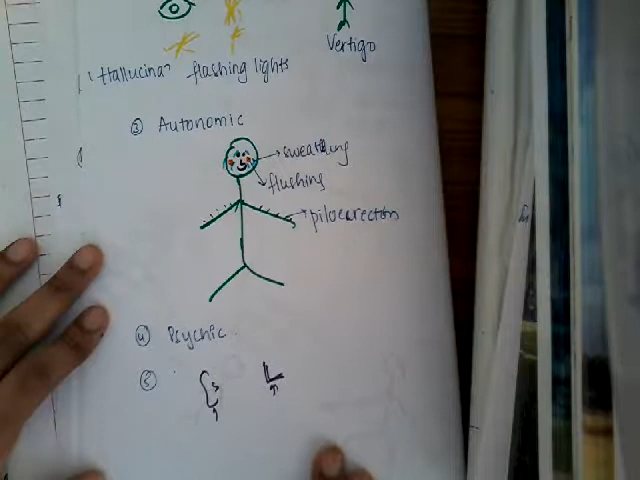 Vertigo
"Hallucina" flashing lights
③ Autonomic
→ sweating
→ flushing
→ piloerection
④ Psychic
⑤